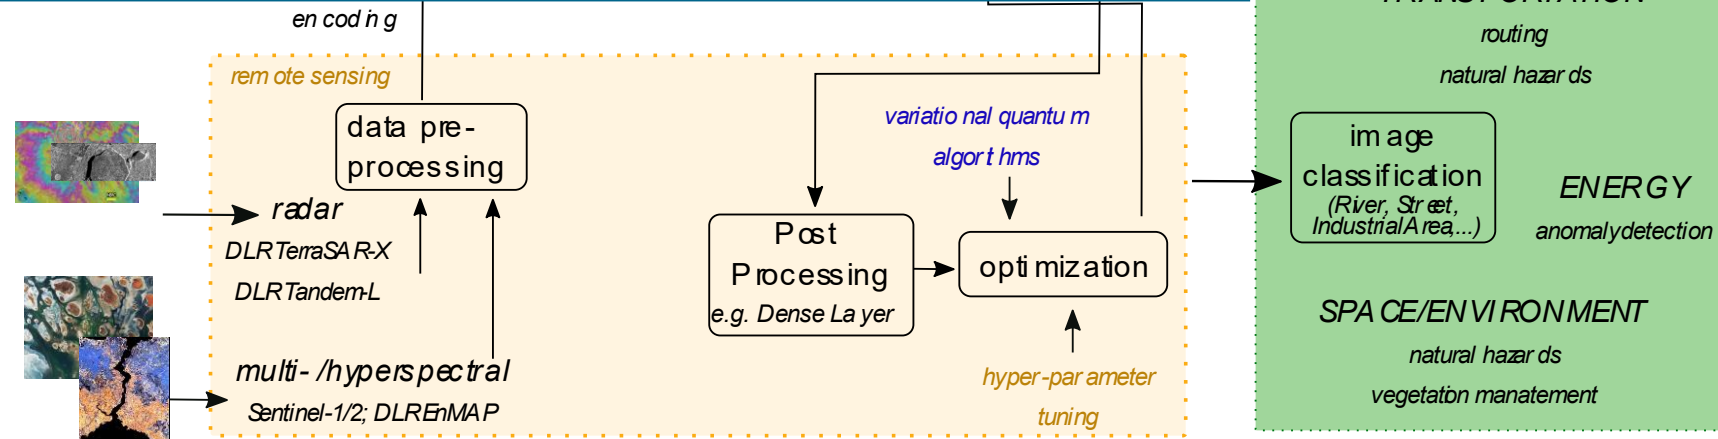 encoding
remote sensing
data pre-
processing
radar
DLR TerraSAR-X
DLR Tandem-L
multi- /hyperspectral
Sentinel-1/2; DLR EnMAP
variational quantum
algorithms
Post
Processing
e.g. Dense Layer
optimization
hyper-parameter
tuning
TRANSPORTATION
routing
natural hazards
image
classification
(River, Street,
Industrial Area,...)
ENERGY
anomaly detection
SPACE/ENVIRONMENT
natural hazards
vegetation manatement